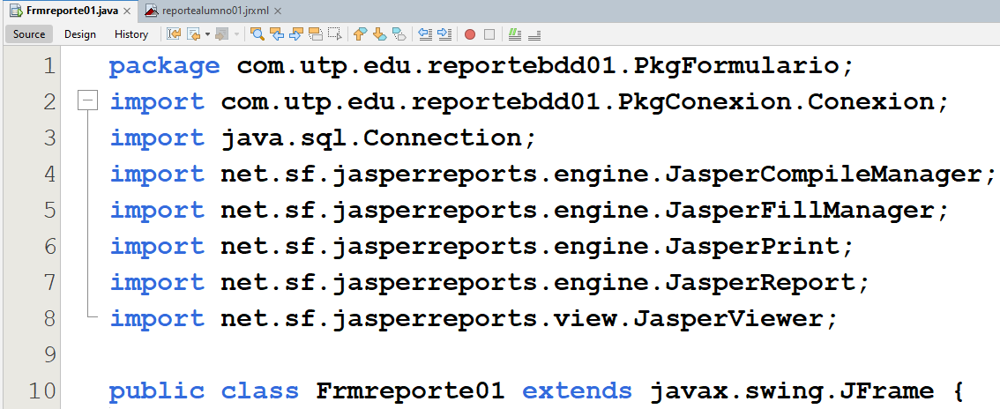 Frmreporte01.java × reportealumno01.jrxml ×
Source Design History
1 package com.utp.edu.reportebdd01.PkgFormulario;
2 import com.utp.edu.reportebdd01.PkgConexion.Conexion;
3 import java.sql.Connection;
4 import net.sf.jasperreports.engine.JasperCompileManager;
5 import net.sf.jasperreports.engine.JasperFillManager;
6 import net.sf.jasperreports.engine.JasperPrint;
7 import net.sf.jasperreports.engine.JasperReport;
8 import net.sf.jasperreports.view.JasperViewer;
9
10 public class Frmreporte01 extends javax.swing.JFrame {